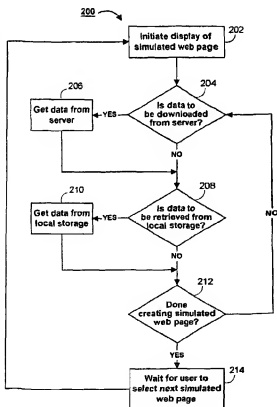 200
202
Initiate display of
simulated web page
204
206
Is data to
be downloaded
from server?
Get data from
server
YES
NO
208
210
Is data to
be retrieved from
local storage?
Get data from
local storage
YES
NO
NO
212
Done
creating simulated
web page?
YES
214
Wait for user to
select next simulated
web page